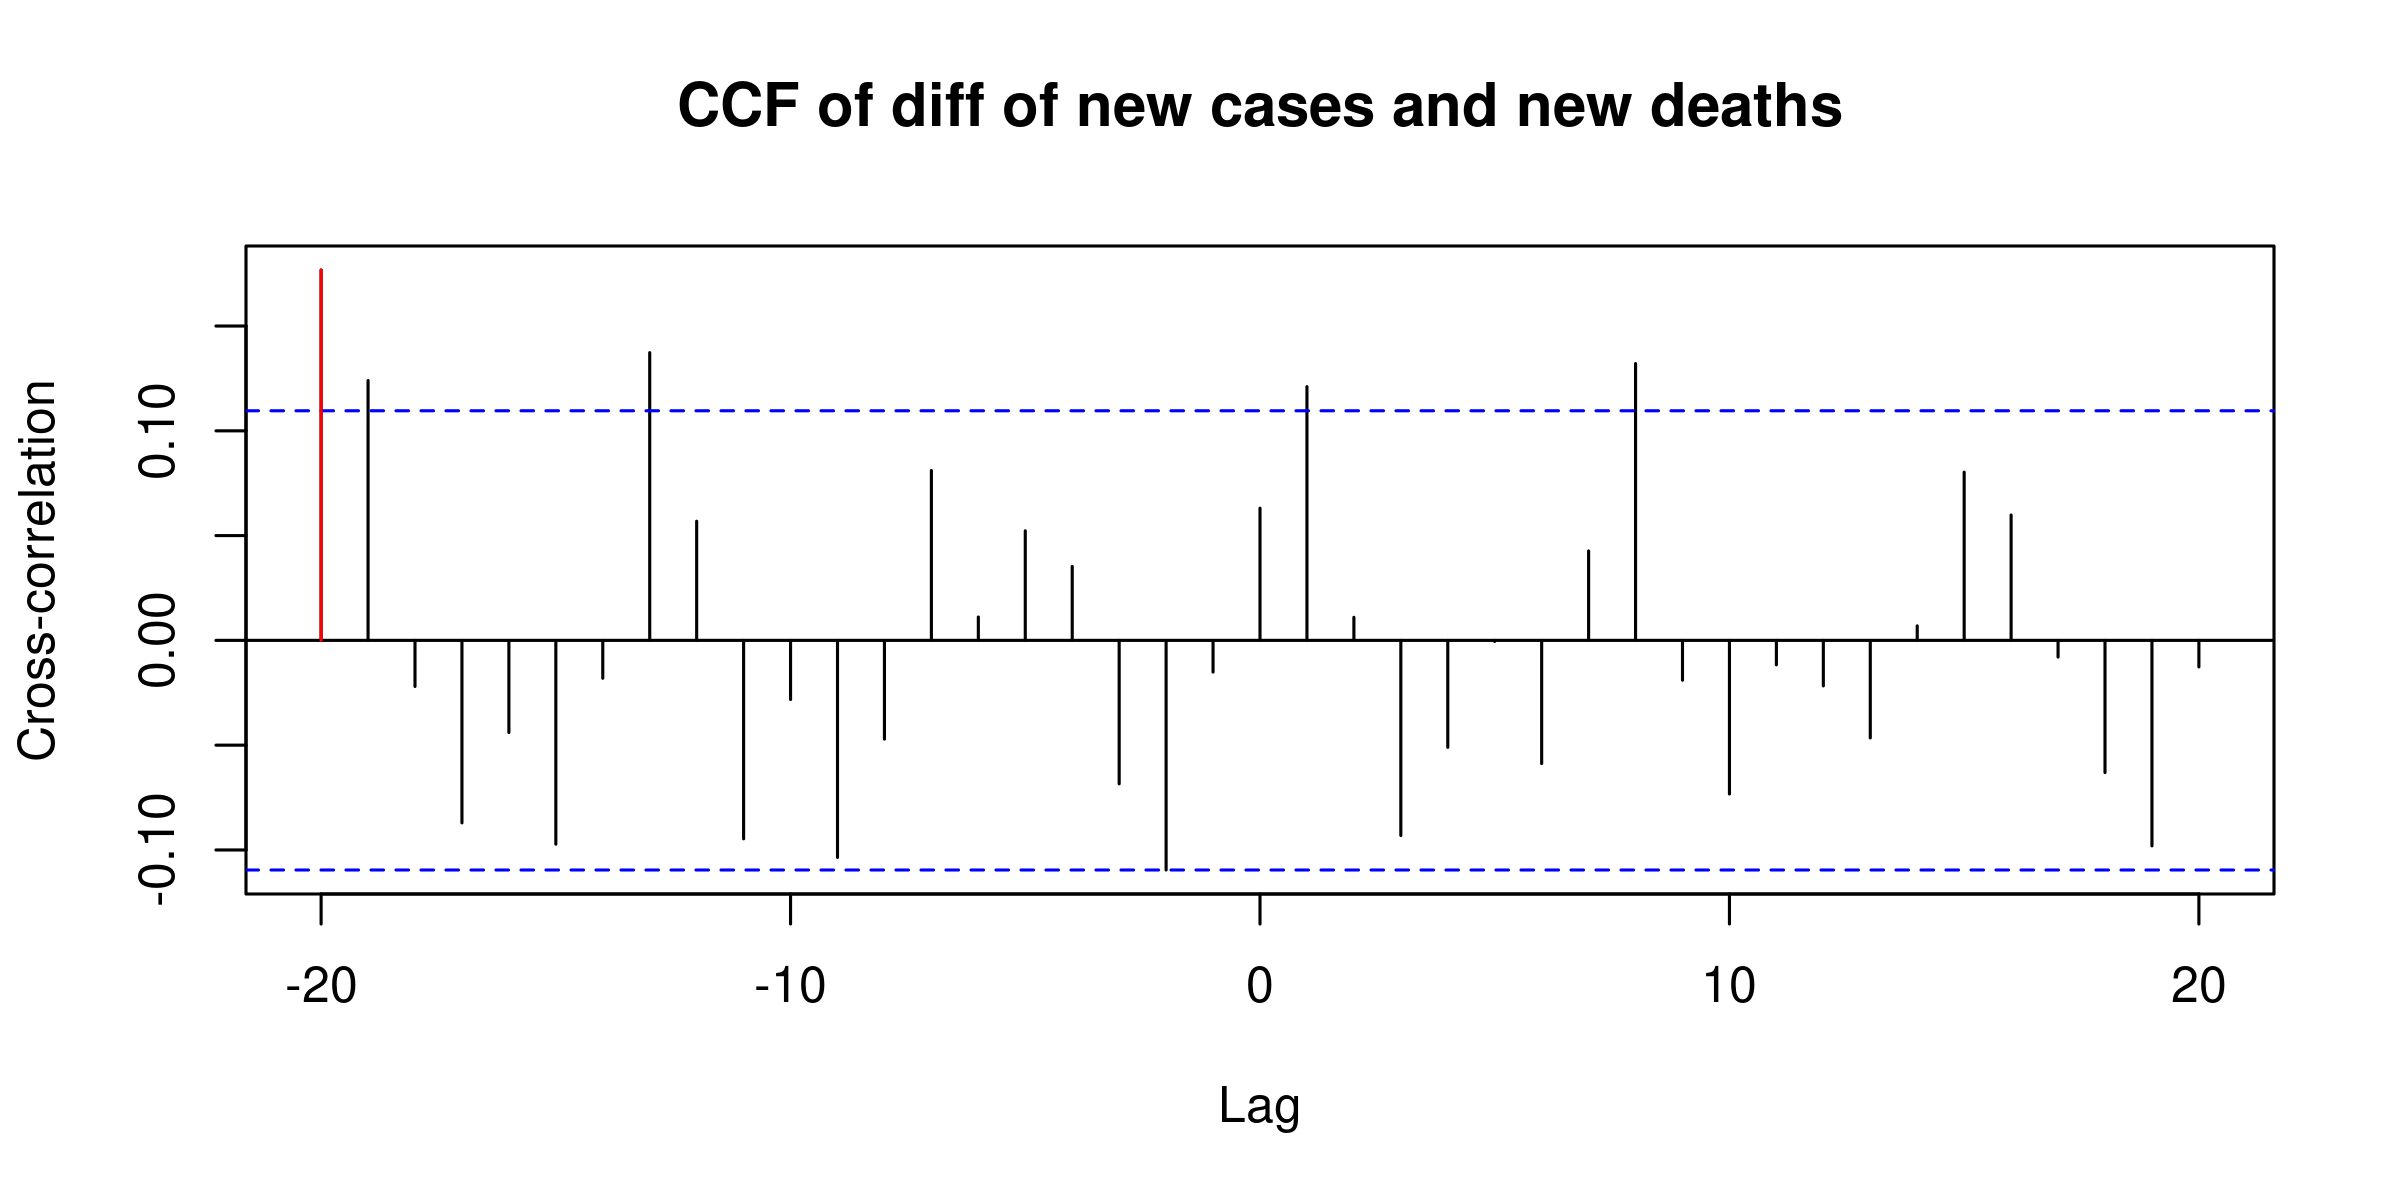 CCF of diff of new cases and new deaths
Cross-correlation
0.10
0.00
-0.10
-20 -10 0 10 20
Lag